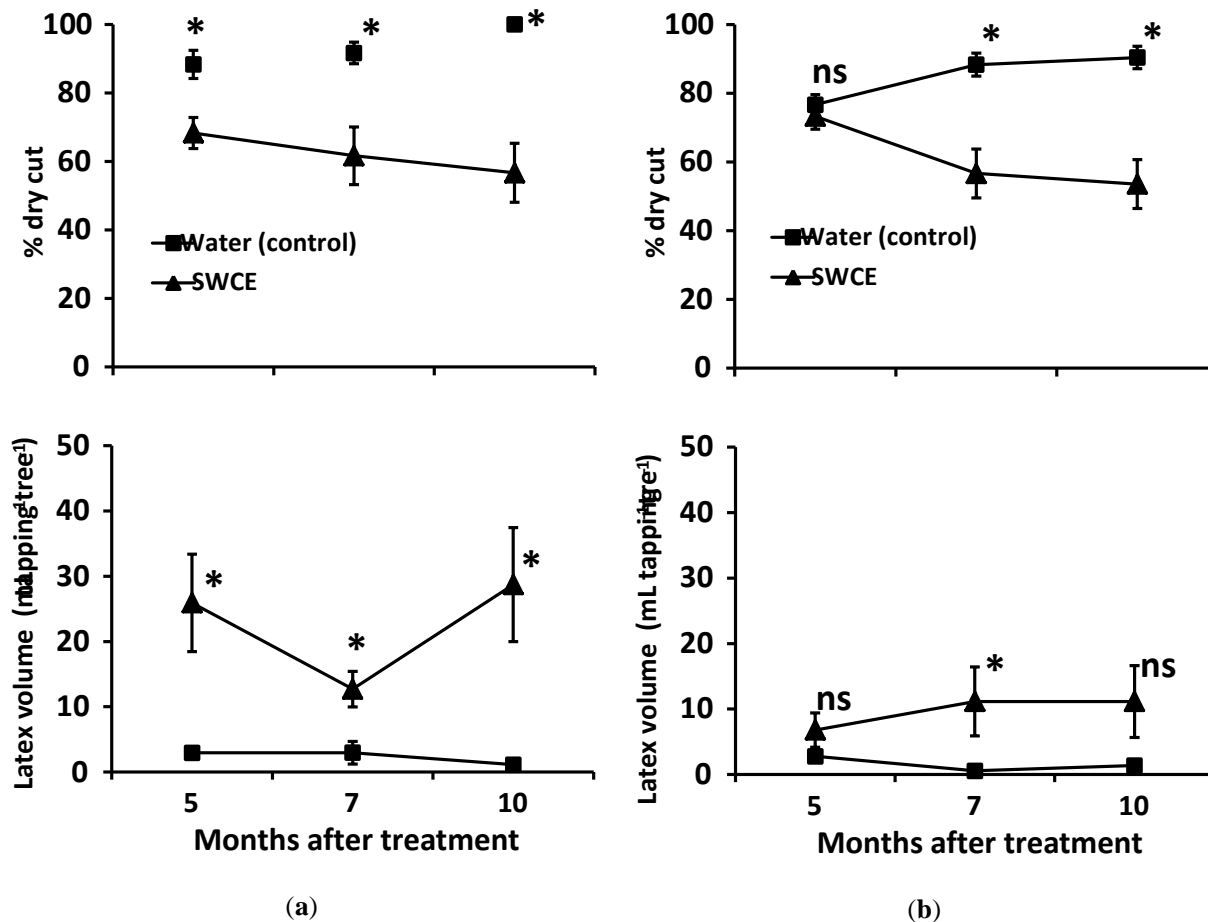 100
80
60
40
20
0
% dry cut
* * *
Water (control)
SWCE
100
80
60
40
20
0
% dry cut
ns * *
Water (control)
SWCE
50
40
30
20
10
0
Latex volume
* * *
5 7 10
Months after treatment
(a)
50
40
30
20
10
0
Latex volume (mL tapping
ns * ns
5 7 10
Months after treatment
(b)